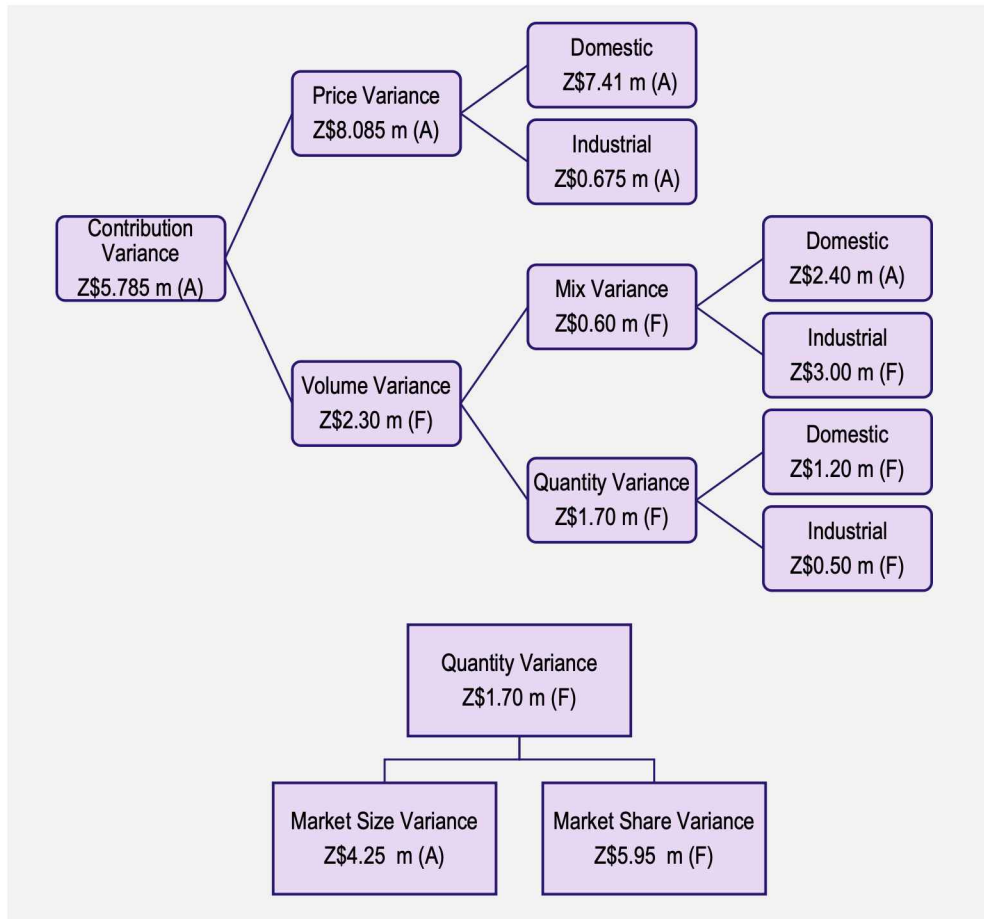 Domestic
Z$7.41 m (A)
Price Variance
Z$8.085 m (A)
Industrial
Z$0.675 m (A)
Contribution
Variance
Z$5.785 m (A)
Domestic
Z$2.40 m (A)
Mix Variance
Z$0.60 m (F)
Industrial
Z$3.00 m (F)
Volume Variance
Z$2.30 m (F)
Domestic
Z$1.20 m (F)
Quantity Variance
Z$1.70 m (F)
Industrial
Z$0.50 m (F)
Quantity Variance
Z$1.70 m (F)
Market Size Variance
Z$4.25 m (A)
Market Share Variance
Z$5.95 m (F)